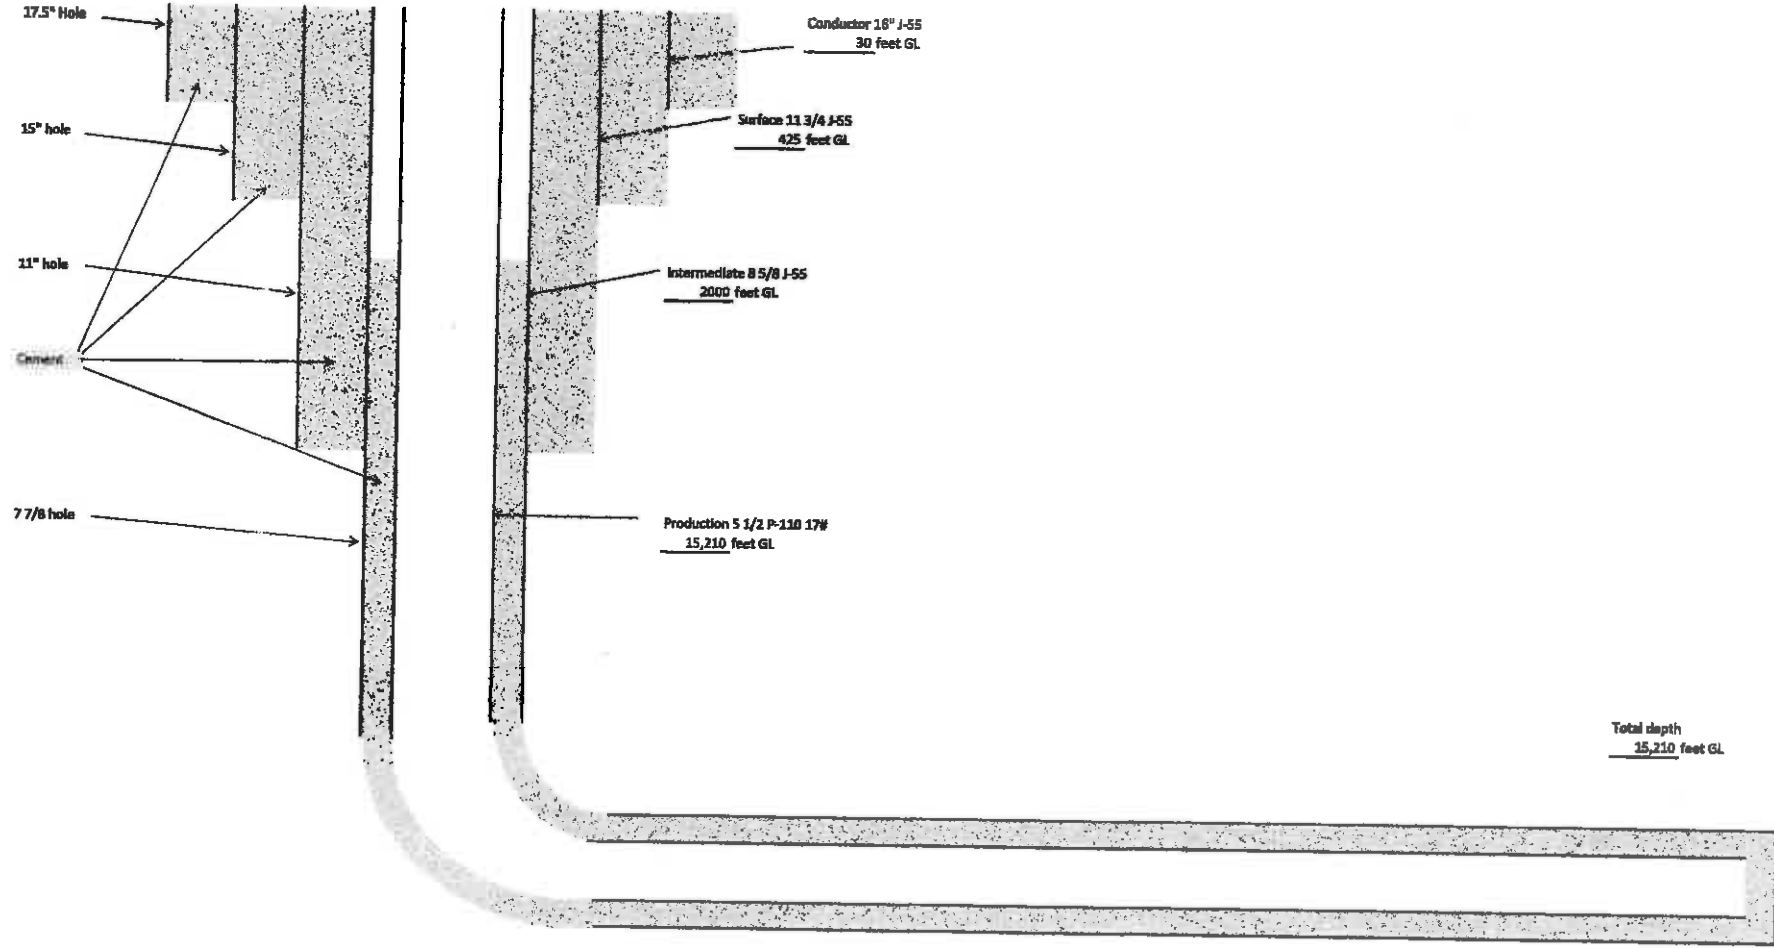 17.5" Hole
Conductor 16" J-55
30 feet GL
15" hole
Surface 11 3/4 J-55
425 feet GL
11" hole
Intermediate 8 5/8 J-55
2000 feet GL
Cement
7 7/8 hole
Production 5 1/2 P-110 17#
15,210 feet GL
Total depth
15,210 feet GL